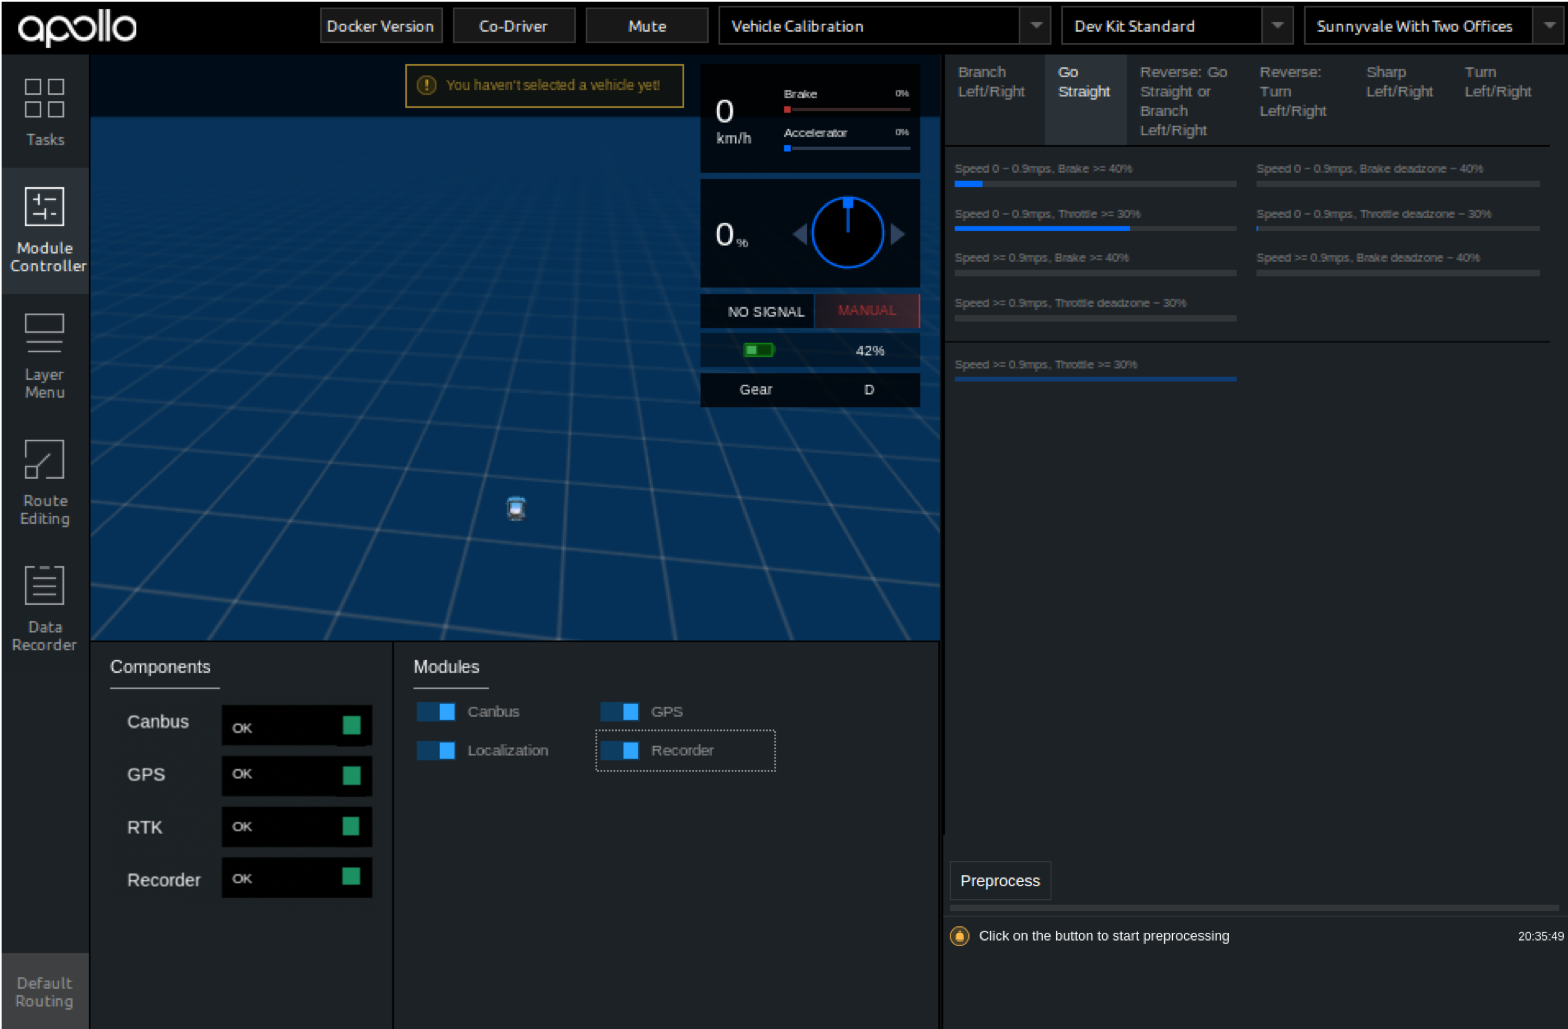 apollo
Docker Version
Co-Driver
Mute
Vehicle Calibration
Dev Kit Standard
Sunnyvale With Two Offices
Tasks
Module
Controller
Layer
Menu
Route
Editing
Data
Recorder
Default
Routing
You haven't selected a vehicle yet!
0
km/h
Brake
0%
Accelerator
0%
0%
NO SIGNAL
MANUAL
42%
Gear
D
Components
Canbus
OK
GPS
OK
RTK
OK
Recorder
OK
Modules
Canbus
GPS
Localization
Recorder
Branch
Left/Right
Go
Straight
Reverse: Go
Straight or
Branch
Left/Right
Reverse:
Turn
Left/Right
Sharp
Left/Right
Turn
Left/Right
Speed 0 ~ 0.9mps, Brake >= 40%
Speed 0 ~ 0.9mps, Brake deadzone ~ 40%
Speed 0 ~ 0.9mps, Throttle >= 30%
Speed 0 ~ 0.9mps, Throttle deadzone ~ 30%
Speed >= 0.9mps, Brake >= 40%
Speed >= 0.9mps, Brake deadzone ~ 40%
Speed >= 0.9mps, Throttle deadzone ~ 30%
Speed >= 0.9mps, Throttle >= 30%
Preprocess
Click on the button to start preprocessing
20:35:49